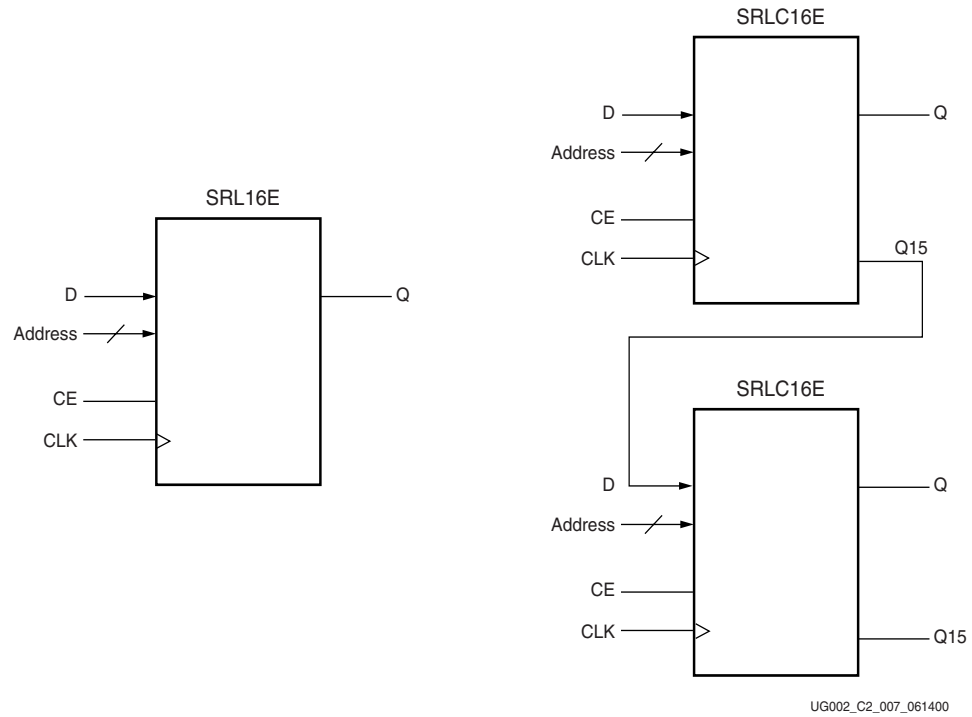 SRL16E
D
Address
CE
CLK
Q
SRLC16E
D
Address
CE
CLK
Q
Q15
SRLC16E
D
Address
CE
CLK
Q
Q15
UG002_C2_007_061400